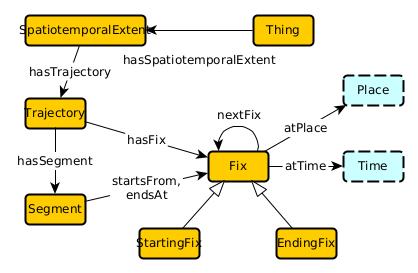 SpatiotemporalExtent
Thing
hasSpatiotemporalExtent
hasTrajectory
Place
Trajectory
nextFix
atPlace
hasFix
hasSegment
Fix
atTime
Time
startsFrom,
endsAt
Segment
StartingFix
EndingFix